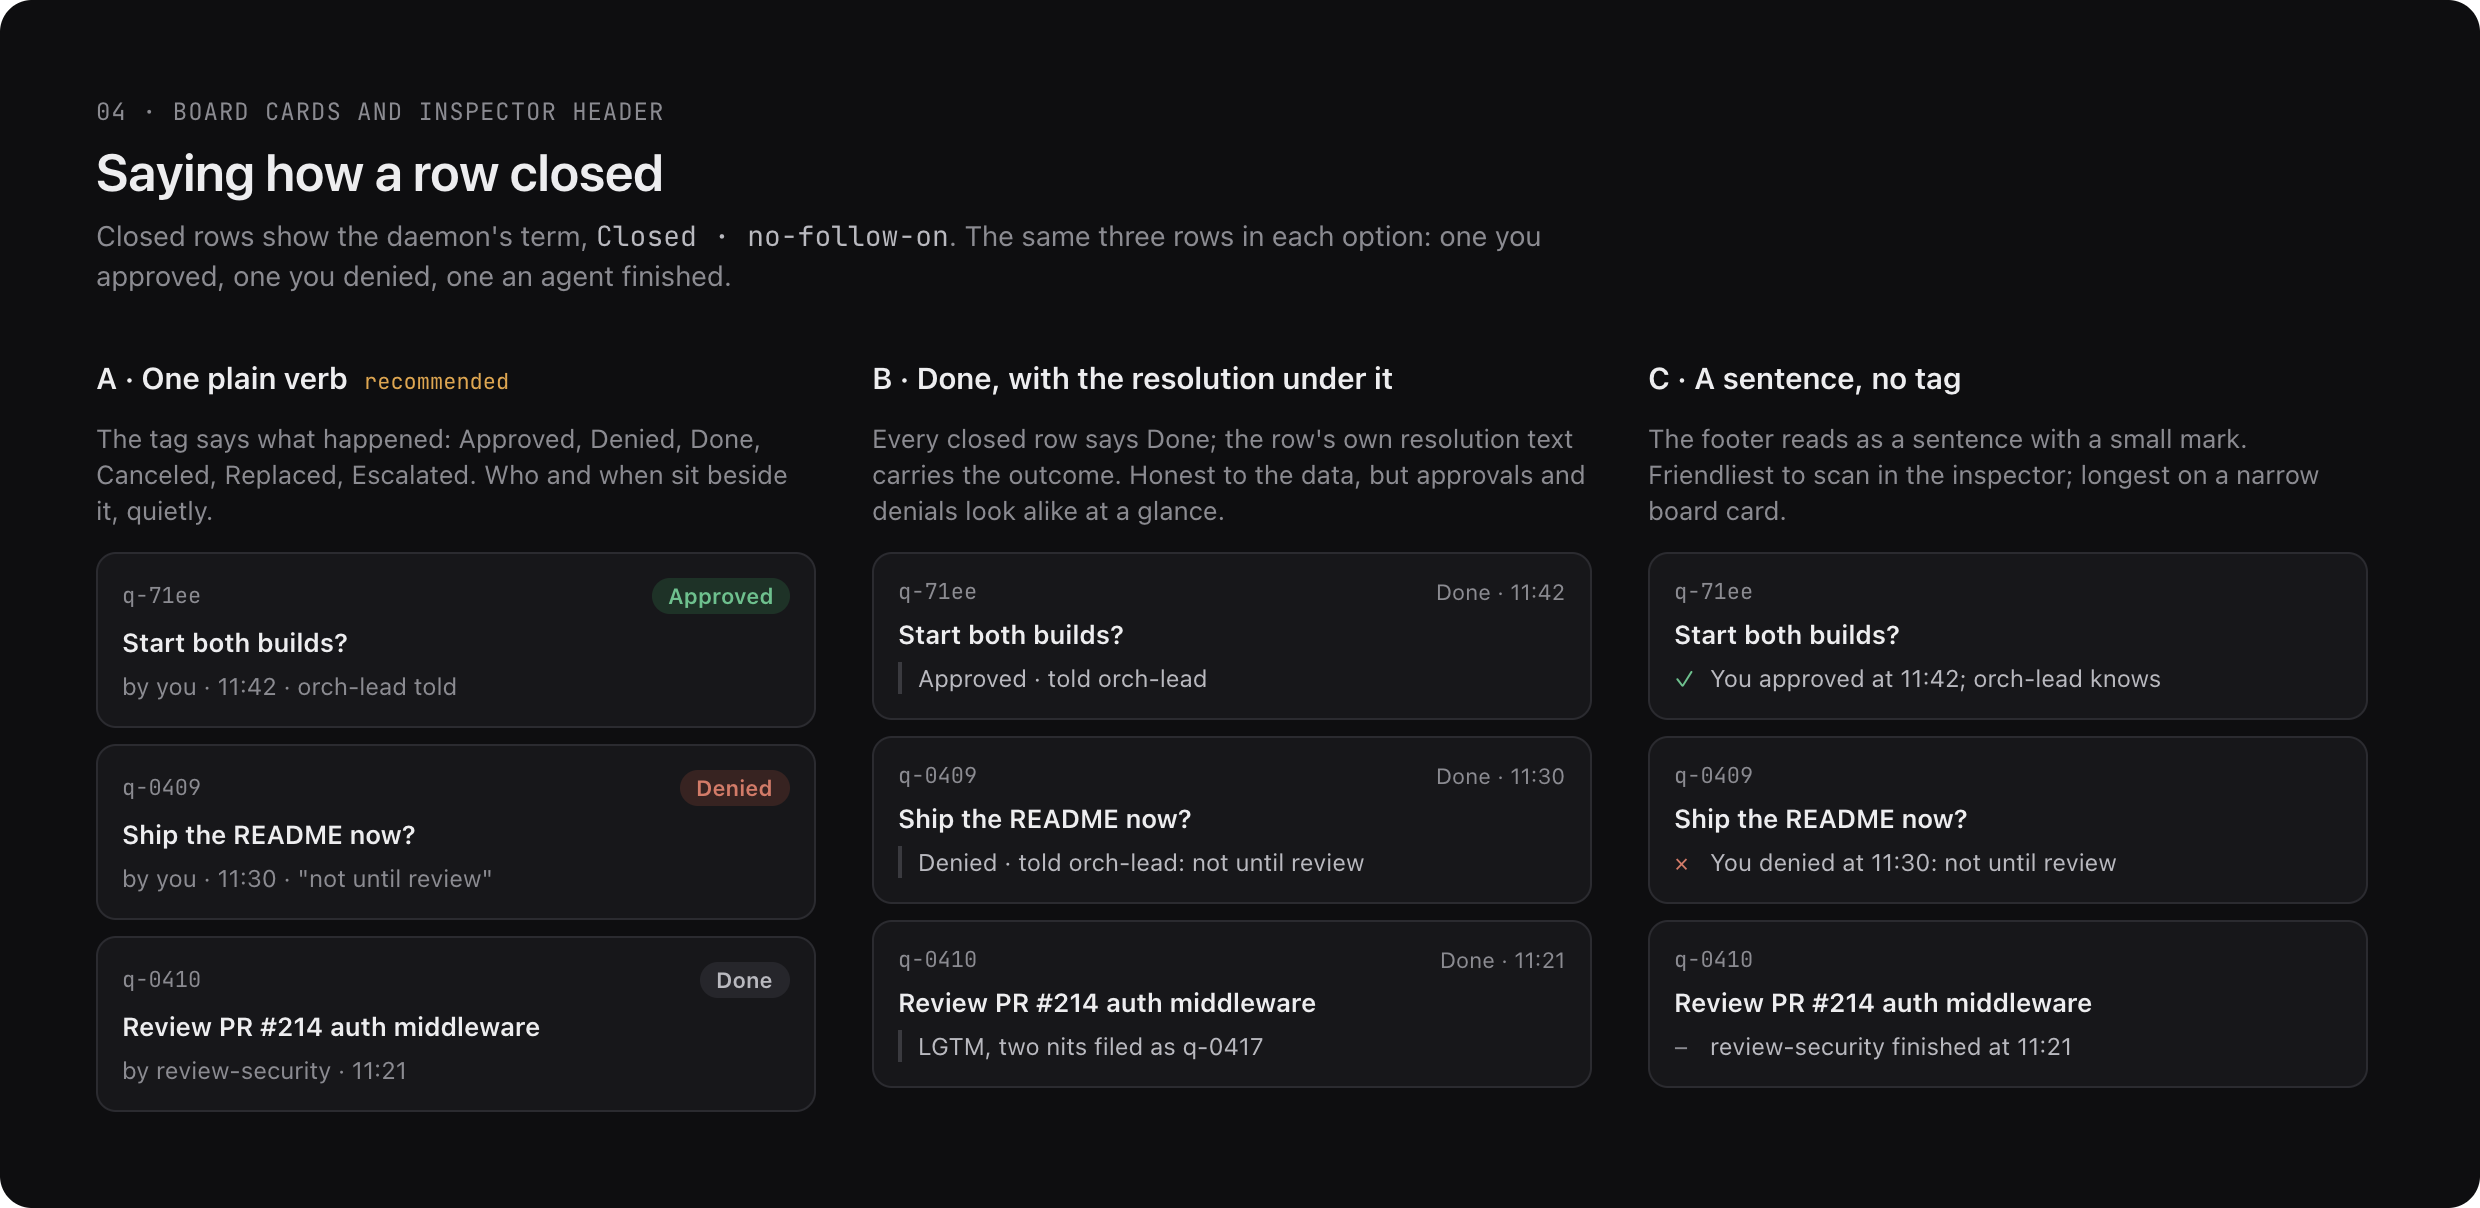 04 · BOARD CARDS AND INSPECTOR HEADER
Saying how a row closed
Closed rows show the daemon's term, Closed · no-follow-on. The same three rows in each option: one you
approved, one you denied, one an agent finished.
A · One plain verb recommended
The tag says what happened: Approved, Denied, Done,
Canceled, Replaced, Escalated. Who and when sit beside
it, quietly.
q-71ee Approved
Start both builds?
by you · 11:42 · orch-lead told
q-0409 Denied
Ship the README now?
by you · 11:30 · "not until review"
q-0410 Done
Review PR #214 auth middleware
by review-security · 11:21
B · Done, with the resolution under it
Every closed row says Done; the row's own resolution text
carries the outcome. Honest to the data, but approvals and
denials look alike at a glance.
q-71ee Done · 11:42
Start both builds?
Approved · told orch-lead
q-0409 Done · 11:30
Ship the README now?
Denied · told orch-lead: not until review
q-0410 Done · 11:21
Review PR #214 auth middleware
LGTM, two nits filed as q-0417
C · A sentence, no tag
The footer reads as a sentence with a small mark.
Friendliest to scan in the inspector; longest on a narrow
board card.
q-71ee
Start both builds?
✓ You approved at 11:42; orch-lead knows
q-0409
Ship the README now?
× You denied at 11:30: not until review
q-0410
Review PR #214 auth middleware
– review-security finished at 11:21